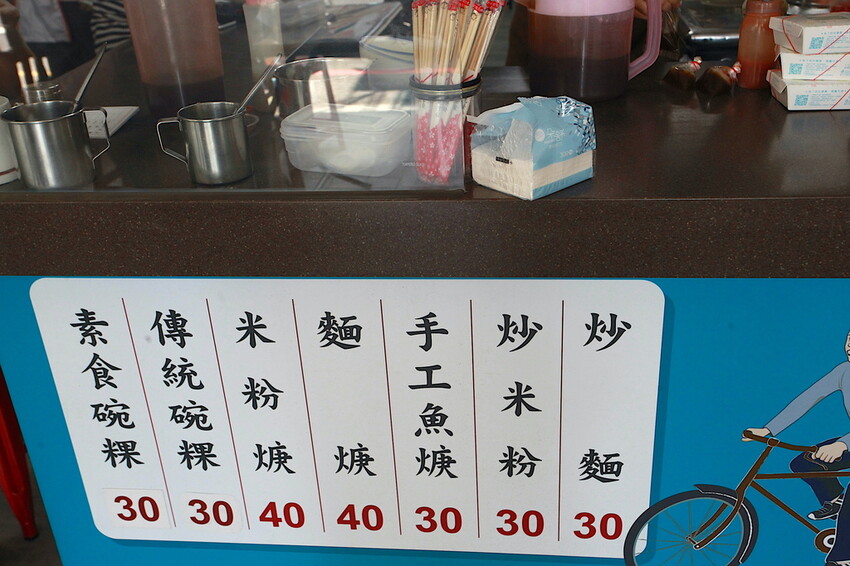 炒麵 30
炒米粉 30
手工魚焿 30
麵焿 40
米粉焿 40
傳統碗粿 30
素食碗粿 30